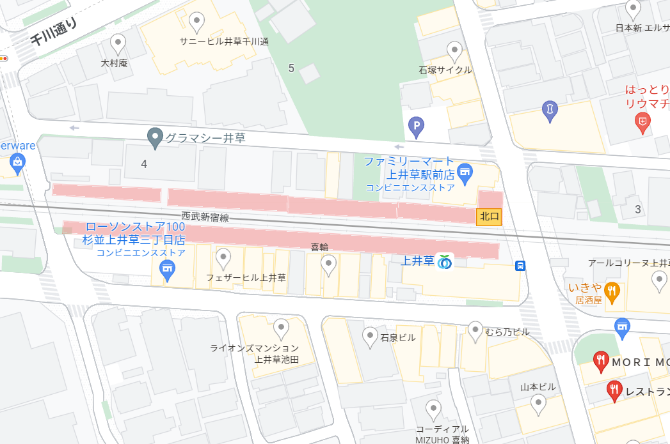 千川通り
サニーヒル井草千川通
日本新 エルサ
大村庵
5
石塚サイクル
はっとり
リウマチ
P
グラマシー井草
erware
4
ファミリーマート
上井草駅前店
コンビニエンスストア
3
西武新宿線
北口
ローソンストア100
杉並上井草三丁目店
コンビニエンスストア
喜輪
上井草
アールコリーヌ上井草
フェザーヒル上井草
いきや
居酒屋
ライオンズマンション
上井草池田
石泉ビル
むら乃ビル
MORI MO
レストラン
山本ビル
コーディアル
MIZUHO 喜納